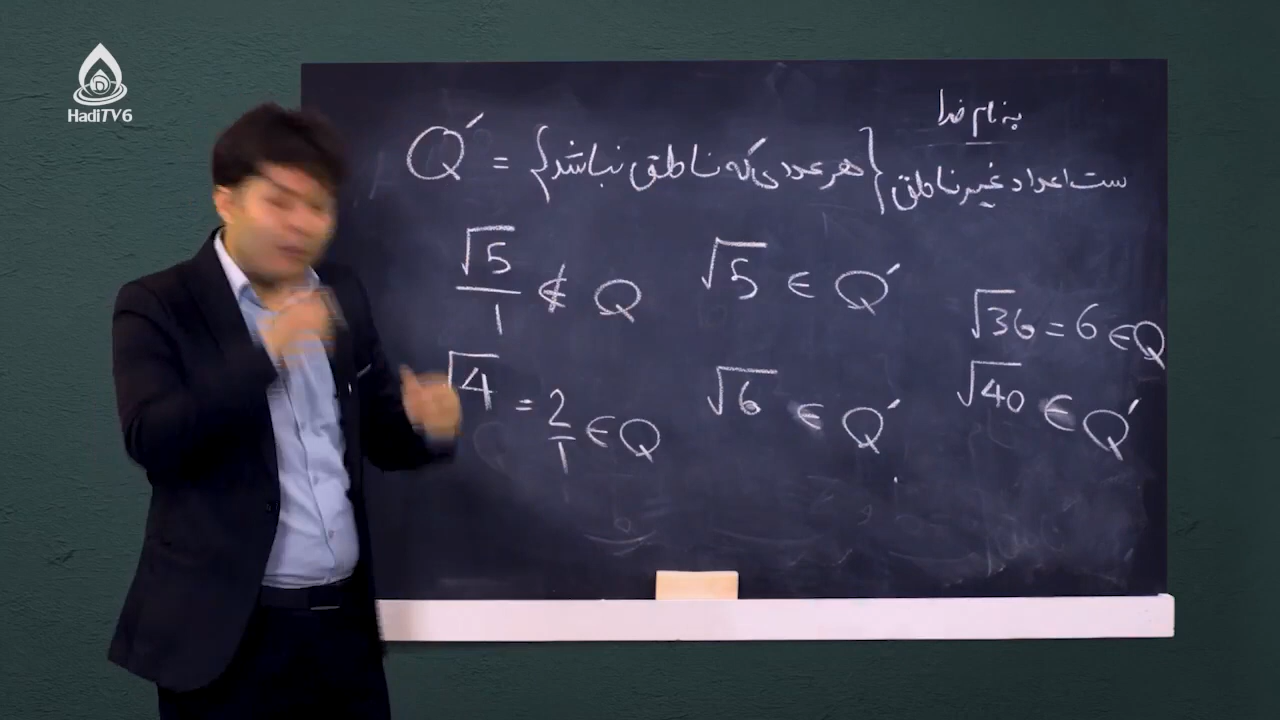 HadiTV6
به نام خدا
ست اعداد غیر ناطق {هر عددی که ناطق نباشد} = Q′
√5/1 ∉ Q
√5 ∈ Q′
√36 = 6 ∈ Q
√4 = 2/1 ∈ Q
√6 ∈ Q′
√40 ∈ Q′